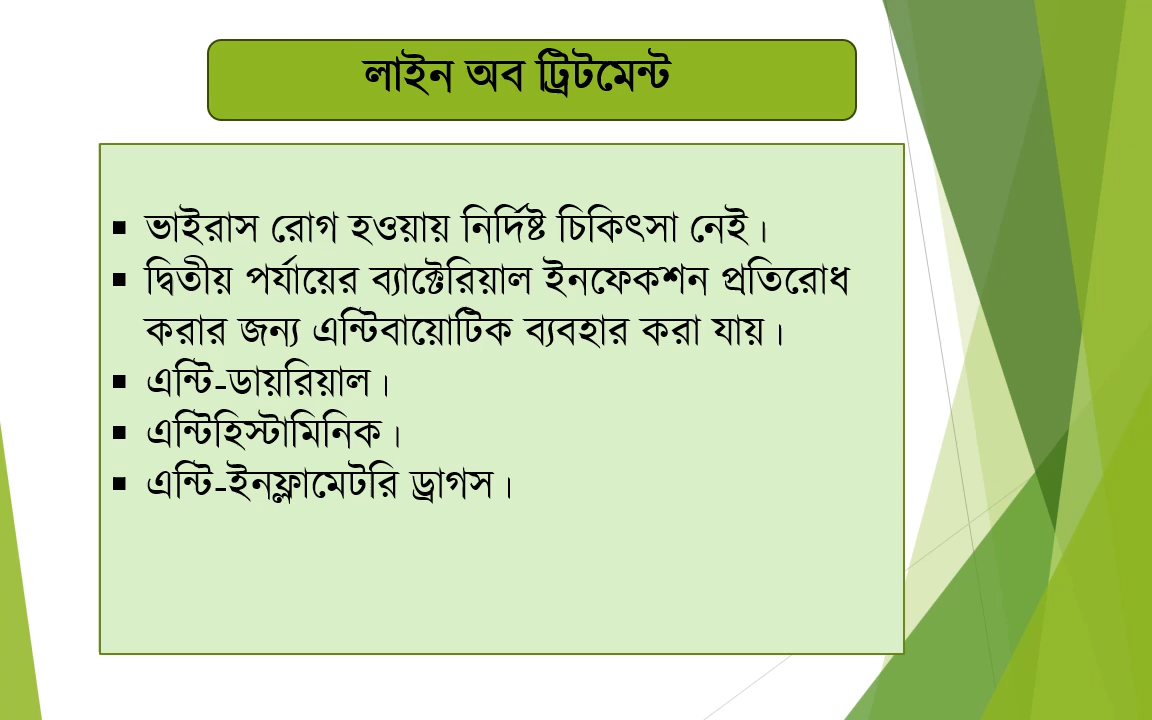 লাইন অব ট্রিটমেন্ট
▪ ভাইরাস রোগ হওয়ায় নির্দিষ্ট চিকিৎসা নেই।
▪ দ্বিতীয় পর্যায়ের ব্যাক্টেরিয়াল ইনফেকশন প্রতিরোধ
করার জন্য এন্টিবায়োটিক ব্যবহার করা যায়।
▪ এন্টি-ডায়রিয়াল।
▪ এন্টিহিস্টামিনিক।
▪ এন্টি-ইনফ্লামেটরি ড্রাগস।